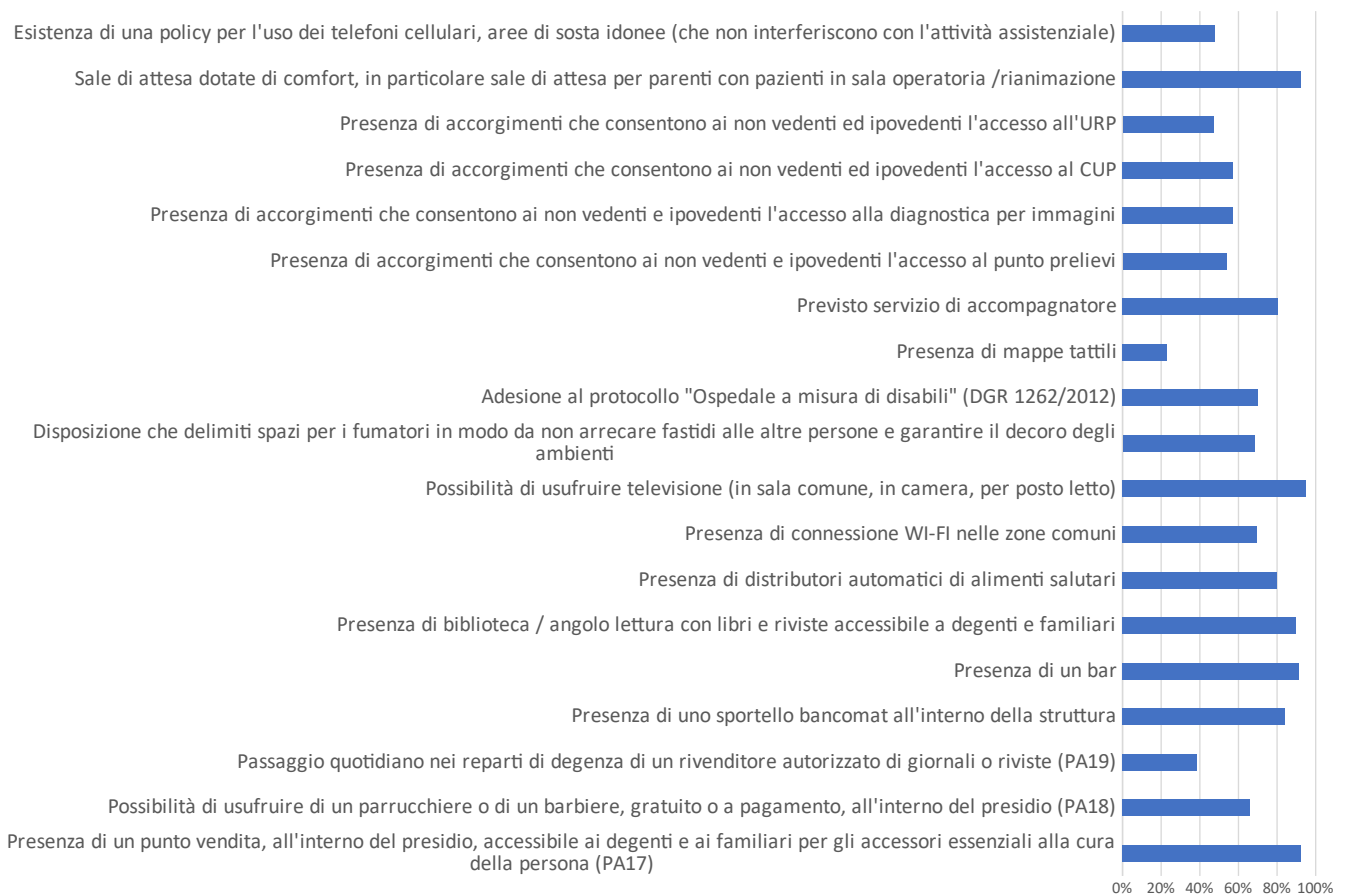 Esistenza di una policy per l'uso dei telefoni cellulari, aree di sosta idonee (che non interferiscono con l'attività assistenziale)
Sale di attesa dotate di comfort, in particolare sale di attesa per parenti con pazienti in sala operatoria /rianimazione
Presenza di accorgimenti che consentono ai non vedenti ed ipovedenti l'accesso all'URP
Presenza di accorgimenti che consentono ai non vedenti ed ipovedenti l'accesso al CUP
Presenza di accorgimenti che consentono ai non vedenti e ipovedenti l'accesso alla diagnostica per immagini
Presenza di accorgimenti che consentono ai non vedenti e ipovedenti l'accesso al punto prelievi
Previsto servizio di accompagnatore
Presenza di mappe tattili
Adesione al protocollo "Ospedale a misura di disabili" (DGR 1262/2012)
Disposizione che delimiti spazi per i fumatori in modo da non arrecare fastidi alle altre persone e garantire il decoro degli
ambienti
Possibilità di usufruire televisione (in sala comune, in camera, per posto letto)
Presenza di connessione WI-FI nelle zone comuni
Presenza di distributori automatici di alimenti salutari
Presenza di biblioteca / angolo lettura con libri e riviste accessibile a degenti e familiari
Presenza di un bar
Presenza di uno sportello bancomat all'interno della struttura
Passaggio quotidiano nei reparti di degenza di un rivenditore autorizzato di giornali o riviste (PA19)
Possibilità di usufruire di un parrucchiere o di un barbiere, gratuito o a pagamento, all'interno del presidio (PA18)
Presenza di un punto vendita, all'interno del presidio, accessibile ai degenti e ai familiari per gli accessori essenziali alla cura
della persona (PA17)
0% 20% 40% 60% 80% 100%